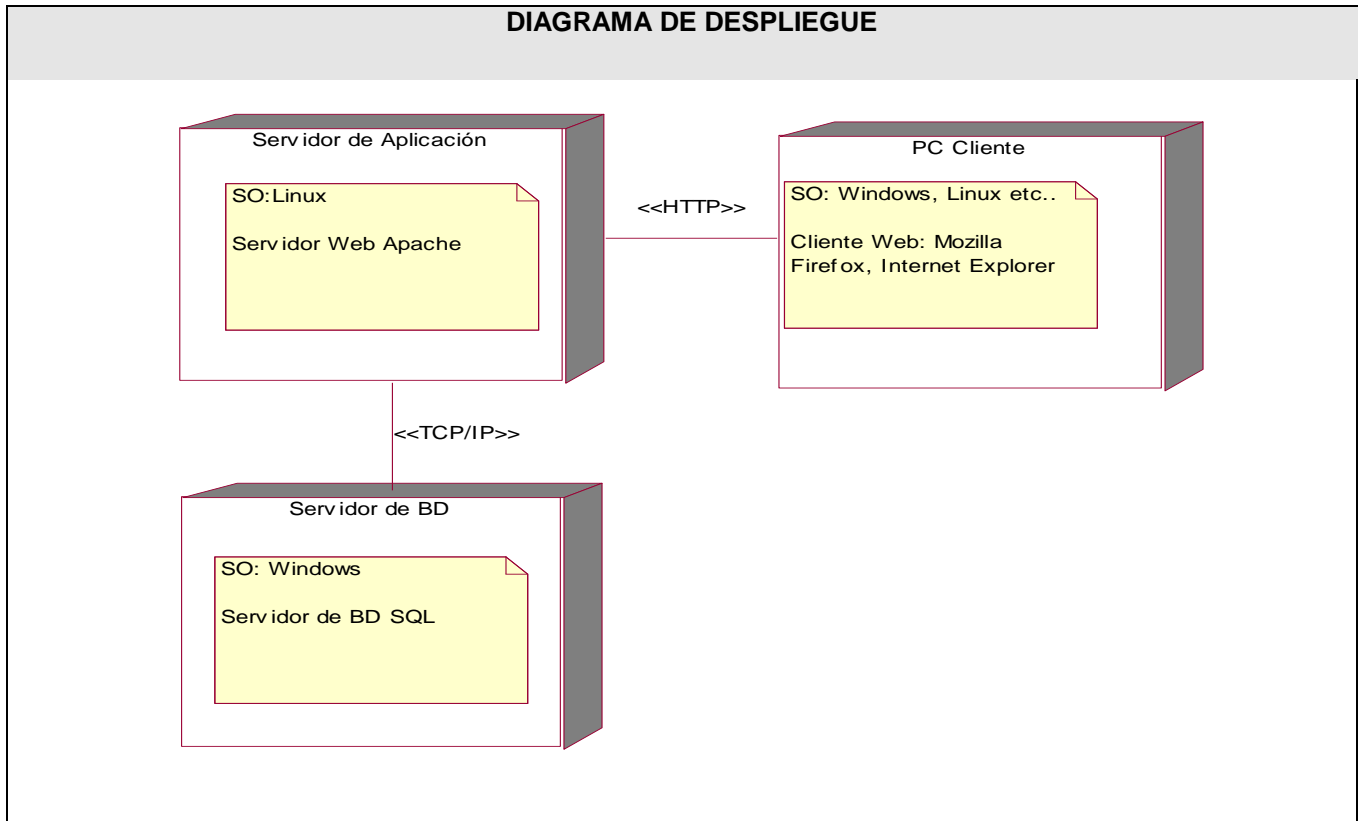 DIAGRAMA DE DESPLIEGUE
Servidor de Aplicación
SO:Linux
Servidor Web Apache
<<HTTP>>
PC Cliente
SO: Windows, Linux etc..
Cliente Web: Mozilla
Firefox, Internet Explorer
<<TCP/IP>>
Servidor de BD
SO: Windows
Servidor de BD SQL